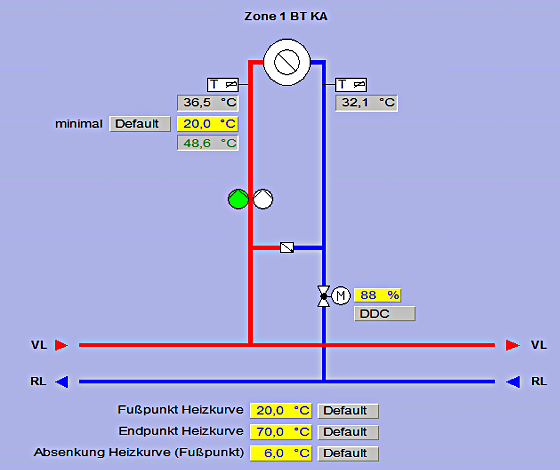 Zone 1 BT KA
T T
36,5 °C 32,1 °C
minimal Default 20,0 °C
48,6 °C
M 88 %
DDC
VL VL
RL RL
Fußpunkt Heizkurve 20,0 °C Default
Endpunkt Heizkurve 70,0 °C Default
Absenkung Heizkurve (Fußpunkt) 6,0 °C Default